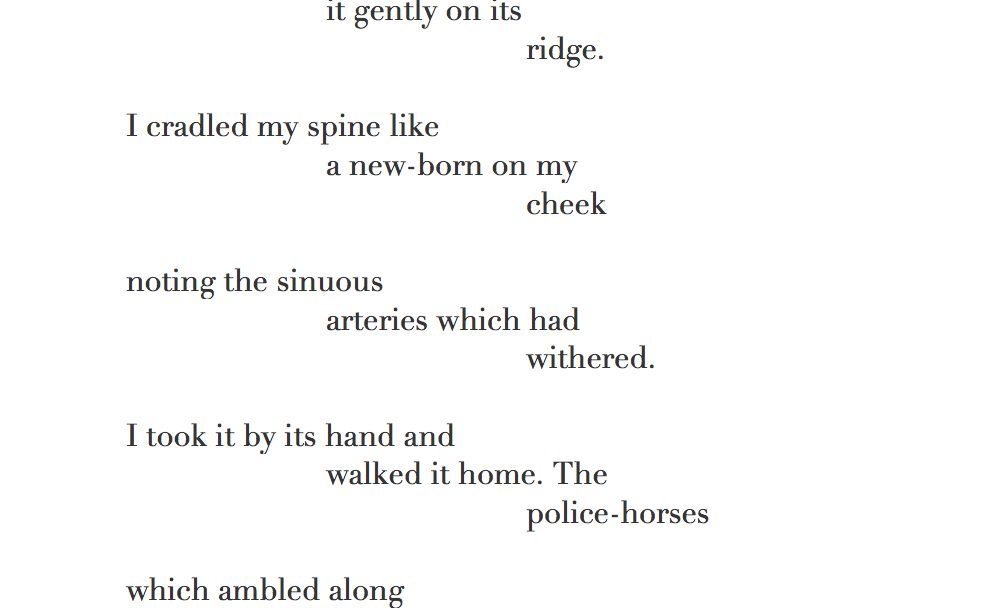 it gently on its
ridge.
I cradled my spine like
a new-born on my
cheek
noting the sinuous
arteries which had
withered.
I took it by its hand and
walked it home. The
police-horses
which ambled along